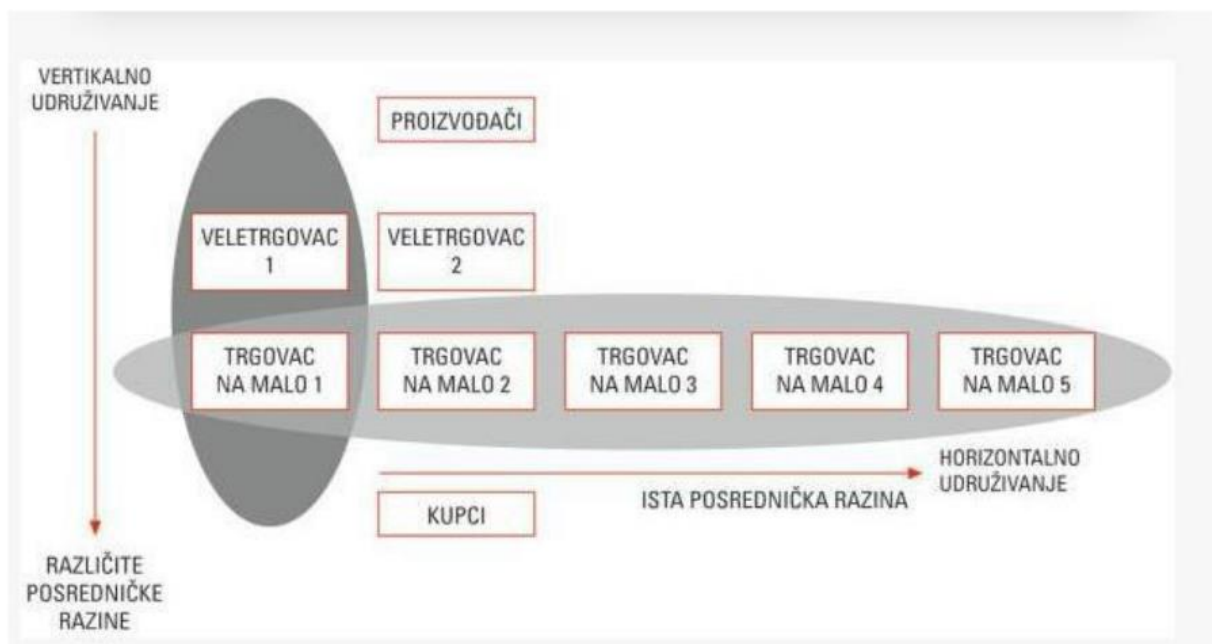 VERTIKALNO
UDRUŽIVANJE
PROIZVOĐAČI
VELETRGOVAC
1
VELETRGOVAC
2
TRGOVAC
NA MALO 1
TRGOVAC
NA MALO 2
TRGOVAC
NA MALO 3
TRGOVAC
NA MALO 4
TRGOVAC
NA MALO 5
HORIZONTALNO
UDRUŽIVANJE
ISTA POSREDNIČKA RAZINA
KUPCI
RAZLIČITE
POSREDNIČKE
RAZINE